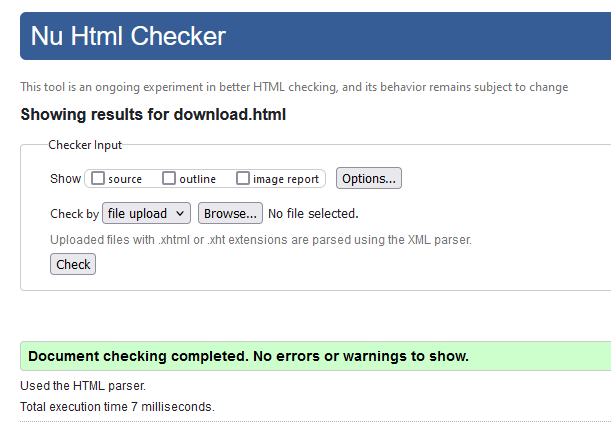 Nu Html Checker
This tool is an ongoing experiment in better HTML checking, and its behavior remains subject to change
Showing results for download.html
Checker Input
Show source outline image report Options...
Check by file upload Browse... No file selected.
Uploaded files with .xhtml or .xht extensions are parsed using the XML parser.
Check
Document checking completed. No errors or warnings to show.
Used the HTML parser.
Total execution time 7 milliseconds.